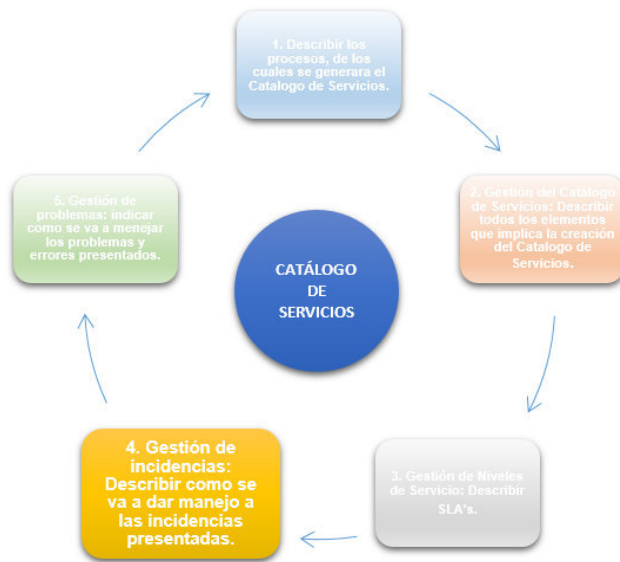 1. Describir los
procesos, de los
cuales se generara el
Catalogo de Servicios.
2. Gestión del Catálogo
de Servicios: Describir
todos los elementos
que implica la creación
del Catalogo de
Servicios.
3. Gestión de Niveles
de Servicio: Describir
SLA's.
4. Gestión de
incidencias:
Describir como se
va a dar manejo a
las incidencias
presentadas.
5. Gestión de
problemas: indicar
como se va a menejar
los problemas y
errores presentados.
CATÁLOGO
DE
SERVICIOS